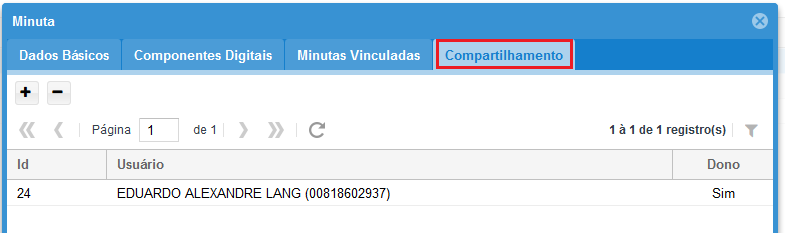 Minuta
Dados Básicos Componentes Digitais Minutas Vinculadas Compartilhamento
Página 1 de 1 1 à 1 de 1 registro(s)
Id Usuário Dono
24 EDUARDO ALEXANDRE LANG (00818602937) Sim